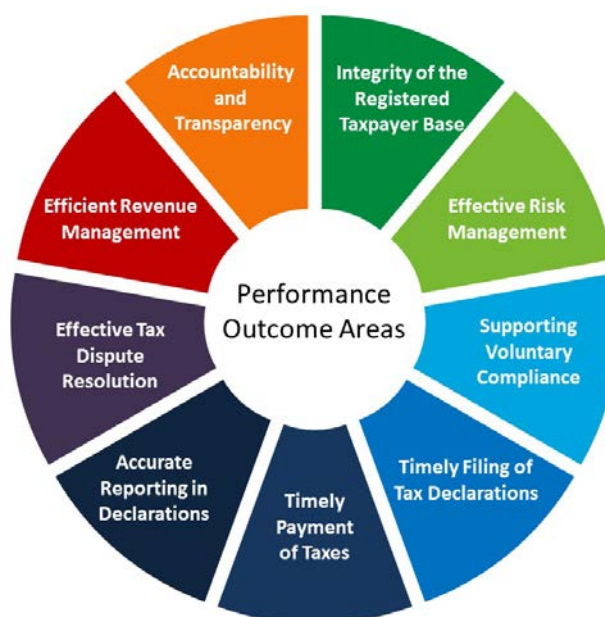 Accountability
and
Transparency
Integrity of the
Registered
Taxpayer Base
Efficient Revenue
Management
Effective Risk
Management
Performance
Outcome Areas
Effective Tax
Dispute
Resolution
Supporting
Voluntary
Compliance
Accurate
Reporting in
Declarations
Timely
Payment
of Taxes
Timely Filing of
Tax Declarations